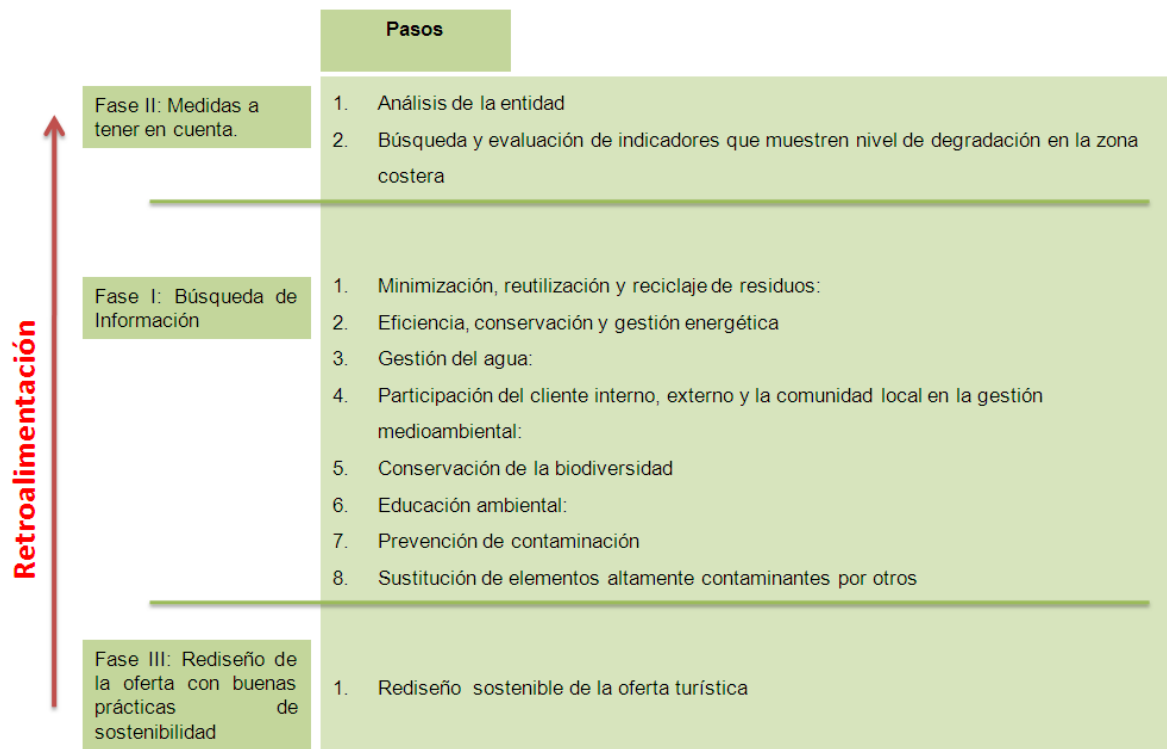 Pasos
Fase II: Medidas a
tener en cuenta.
1. Análisis de la entidad
2. Búsqueda y evaluación de indicadores que muestren nivel de degradación en la zona
costera
Fase I: Búsqueda de
Información
1. Minimización, reutilización y reciclaje de residuos:
2. Eficiencia, conservación y gestión energética
3. Gestión del agua:
4. Participación del cliente interno, externo y la comunidad local en la gestión
medioambiental:
5. Conservación de la biodiversidad
6. Educación ambiental:
7. Prevención de contaminación
8. Sustitución de elementos altamente contaminantes por otros
Retroalimentación
Fase III: Rediseño de
la oferta con buenas
prácticas de
sostenibilidad
1. Rediseño sostenible de la oferta turística